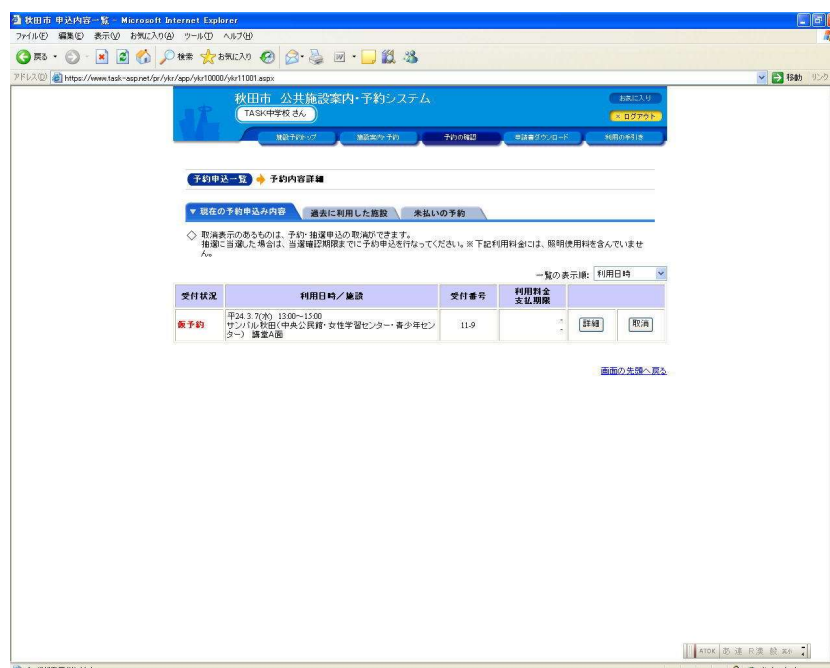 秋田市 申込内容一覧 - Microsoft Internet Explorer
ファイル(F) 編集(E) 表示(V) お気に入り(A) ツール(T) ヘルプ(H)
戻る 検索 お気に入り
アドレス(D) https://www.task-asp.net/pr/ykr/app/ykr10000/ykr11001.aspx 移動 リンク
秋田市 公共施設案内・予約システム
お気に入り
TASK中学校 さん
× ログアウト
施設予約トップ 施設案内・予約 予約の確認 申請書ダウンロード 利用の手引き
予約申込一覧 予約内容詳細
▼ 現在の予約申込み内容 過去に利用した施設 未払いの予約
◇ 取消表示のあるものは、予約・抽選申込の取消ができます。
抽選に当選した場合は、当選確認期限までに予約申込を行なってください。※下記利用料金には、照明使用料を含んでいませ
ん。
一覧の表示順: 利用日時
受付状況 利用日時/施設 受付番号 利用料金
支払期限
仮予約 平24.3.7(水) 13:00~15:00
サンパル秋田(中央公民館・女性学習センター・青少年セン
ター) 講堂A面
11-9 - 詳細 取消
-
画面の先頭へ戻る
ATOK あ 連 R漢